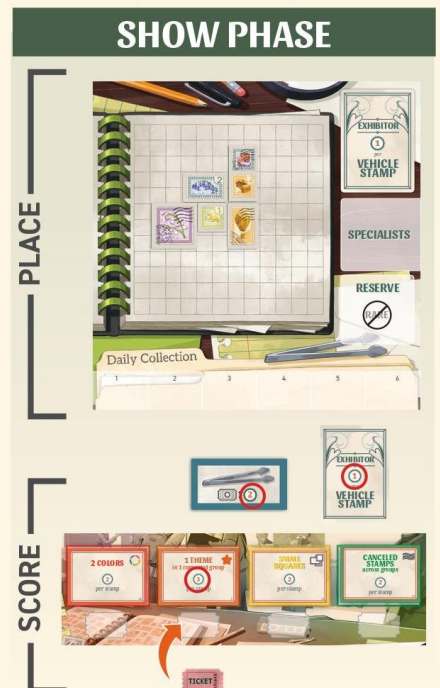 SHOW PHASE
PLACE
EXHIBITOR
1
per
VEHICLE
STAMP
SPECIALISTS
RESERVE
RARE
Daily Collection
1 2 3 4 5 6
SCORE
2
EXHIBITOR
1
VEHICLE
STAMP
2 COLORS
2
per stamp
1 THEME
in 1 connected group
3
SMALL
SQUARES
2
per stamp
CANCELED
STAMPS
across groups
2
per stamp
TICKET